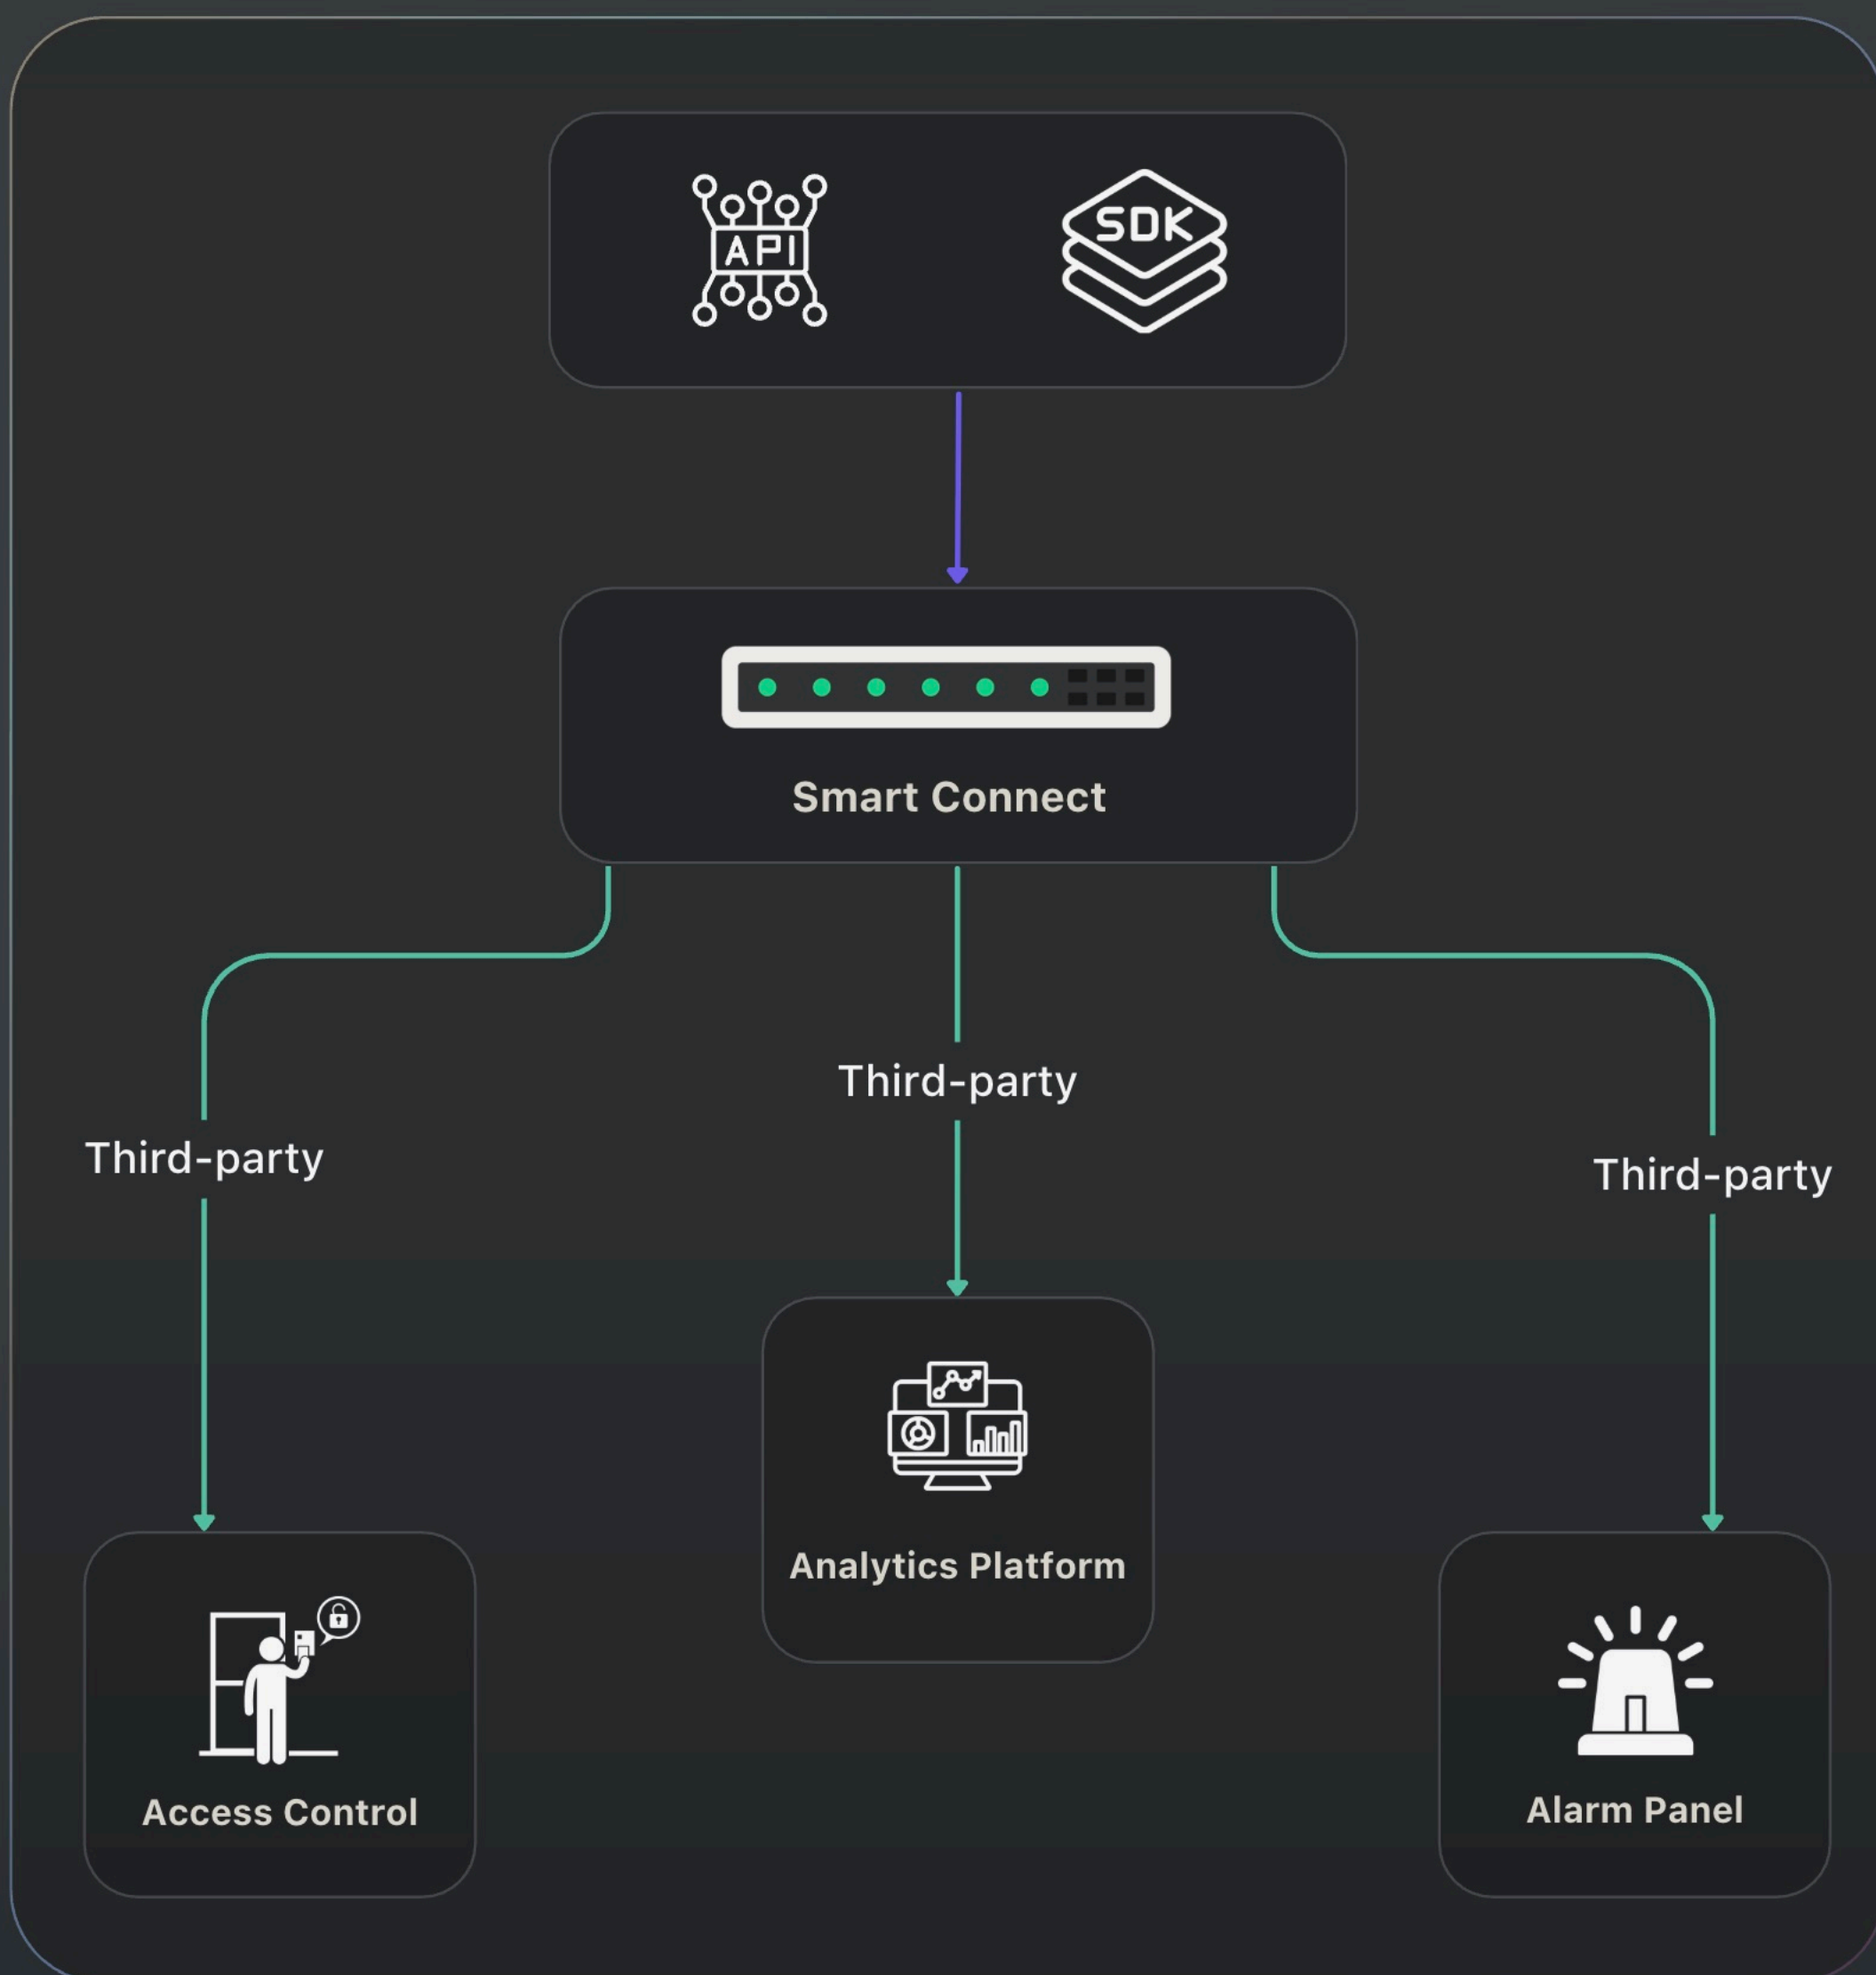 API
SDK
Smart Connect
Third-party
Third-party
Third-party
Analytics Platform
Access Control
Alarm Panel